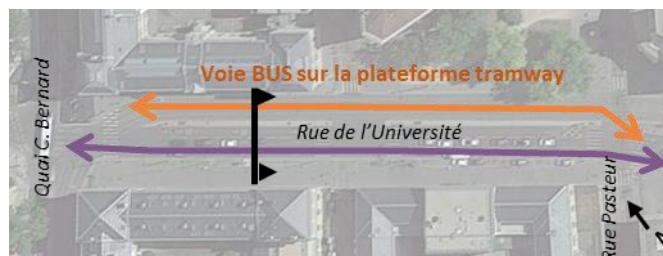 Voie BUS sur la plateforme tramway
Quai C. Bernard
Rue de l'Université
Rue Pasteur